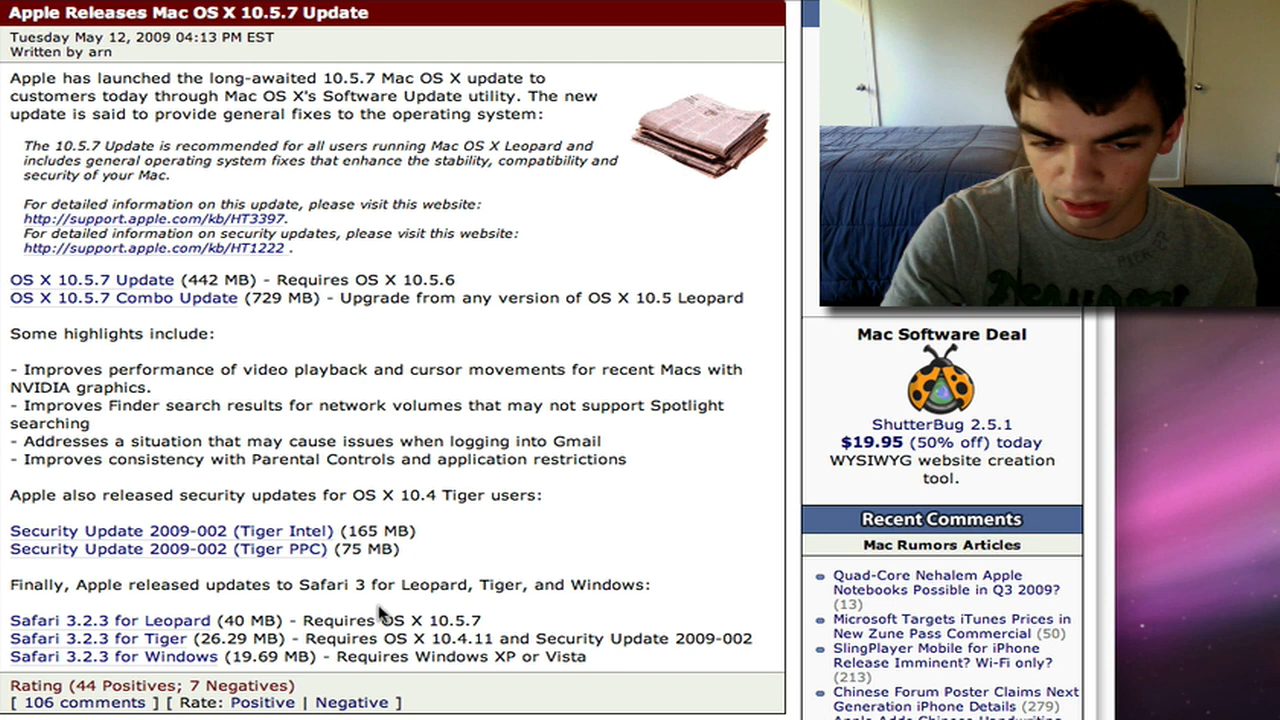 Apple Releases Mac OS X 10.5.7 Update
Tuesday May 12, 2009 04:13 PM EST
Written by arn
Apple has launched the long-awaited 10.5.7 Mac OS X update to
customers today through Mac OS X's Software Update utility. The new
update is said to provide general fixes to the operating system:
The 10.5.7 Update is recommended for all users running Mac OS X Leopard and
includes general operating system fixes that enhance the stability, compatibility and
security of your Mac.
For detailed information on this update, please visit this website:
http://support.apple.com/kb/HT3397.
For detailed information on security updates, please visit this website:
http://support.apple.com/kb/HT1222 .
OS X 10.5.7 Update (442 MB) - Requires OS X 10.5.6
OS X 10.5.7 Combo Update (729 MB) - Upgrade from any version of OS X 10.5 Leopard
Some highlights include:
- Improves performance of video playback and cursor movements for recent Macs with
NVIDIA graphics.
- Improves Finder search results for network volumes that may not support Spotlight
searching
- Addresses a situation that may cause issues when logging into Gmail
- Improves consistency with Parental Controls and application restrictions
Apple also released security updates for OS X 10.4 Tiger users:
Security Update 2009-002 (Tiger Intel) (165 MB)
Security Update 2009-002 (Tiger PPC) (75 MB)
Finally, Apple released updates to Safari 3 for Leopard, Tiger, and Windows:
Safari 3.2.3 for Leopard (40 MB) - Requires OS X 10.5.7
Safari 3.2.3 for Tiger (26.29 MB) - Requires OS X 10.4.11 and Security Update 2009-002
Safari 3.2.3 for Windows (19.69 MB) - Requires Windows XP or Vista
Rating (44 Positives; 7 Negatives)
[ 106 comments ] [ Rate: Positive | Negative ]
Mac Software Deal
ShutterBug 2.5.1
$19.95 (50% off) today
WYSIWYG website creation
tool.
Recent Comments
Mac Rumors Articles
Quad-Core Nehalem Apple
Notebooks Possible in Q3 2009?
(13)
Microsoft Targets iTunes Prices in
New Zune Pass Commercial (50)
SlingPlayer Mobile for iPhone
Release Imminent? Wi-Fi only?
(213)
Chinese Forum Poster Claims Next
Generation iPhone Details (279)
Apple Adds Chinese Handwriting